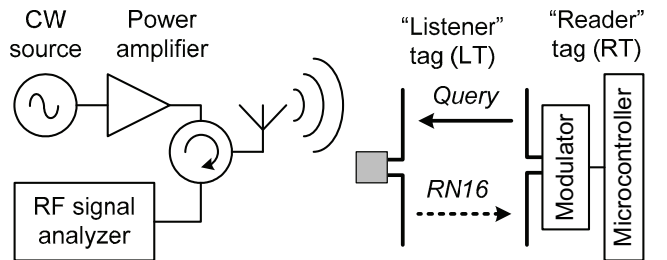 CW
source
Power
amplifier
RF signal
analyzer
“Listener”
tag (LT)
“Reader”
tag (RT)
Query
RN16
Modulator
Microcontroller